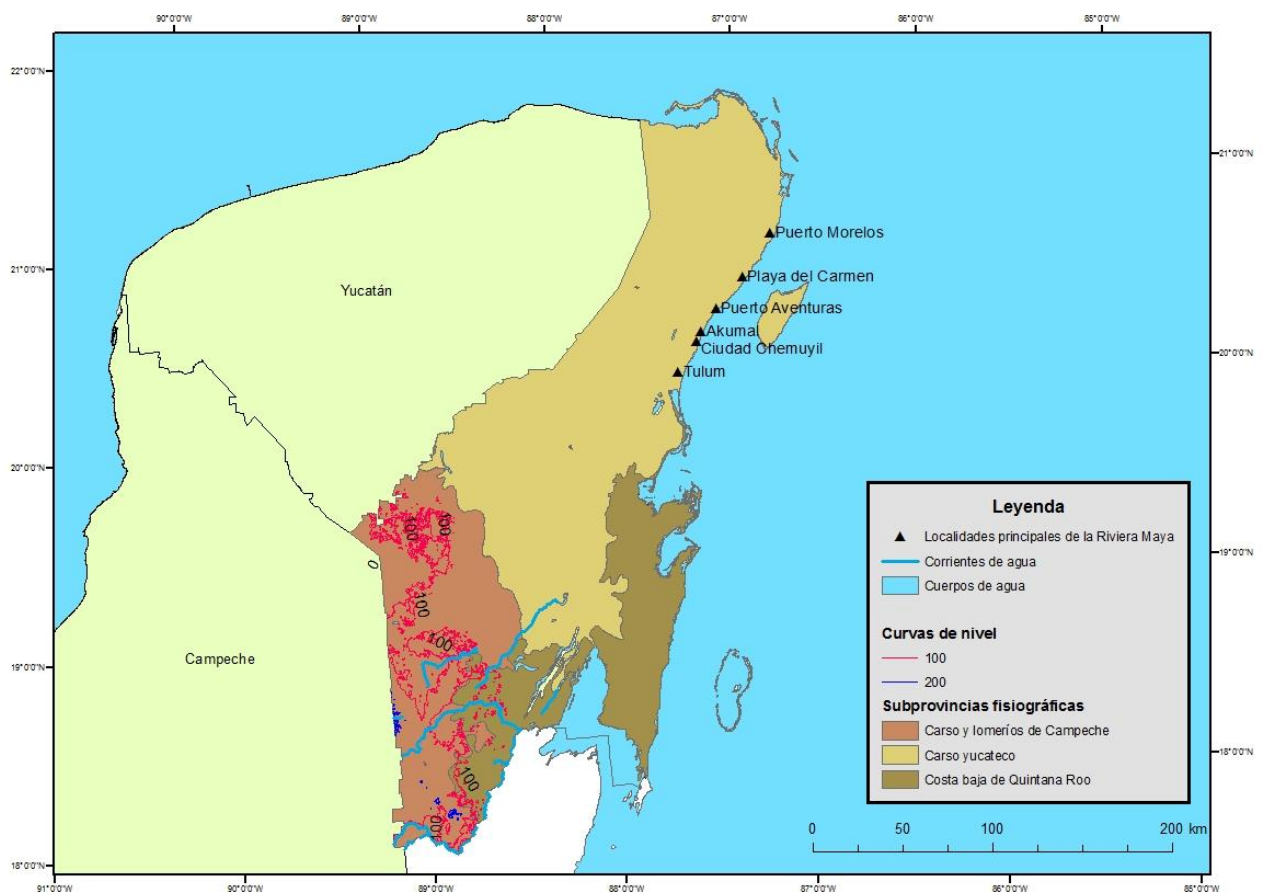 90°0'0"W 89°0'0"W 88°0'0"W 87°0'0"W 86°0'0"W 85°0'0"W
22°0'0"N
21°0'0"N
Puerto Morelos
21°0'0"N
Playa del Carmen
Yucatán
Puerto Aventuras
Akumal
Ciudad Chemuyil
20°0'0"N
Tulum
20°0'0"N
100 100
0
19°0'0"N
100
100
Campeche
19°0'0"N
18°0'0"N
100
100
18°0'0"N
Leyenda
Localidades principales de la Riviera Maya
Corrientes de agua
Cuerpos de agua
Curvas de nivel
100
200
Subprovincias fisiográficas
Carso y lomeríos de Campeche
Carso yucateco
Costa baja de Quintana Roo
0 50 100 200 km
91°0'0"W 90°0'0"W 89°0'0"W 88°0'0"W 87°0'0"W 86°0'0"W 85°0'0"W